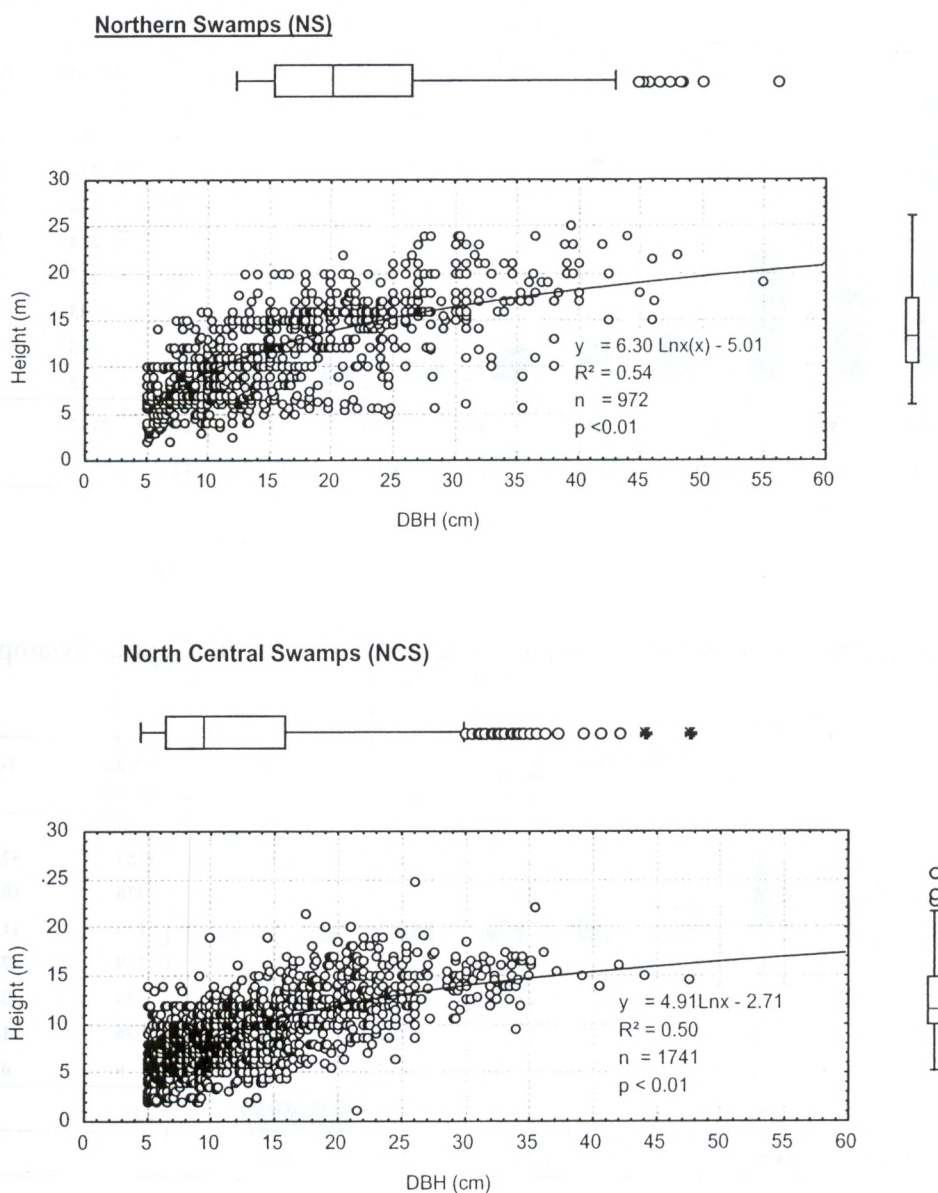 Northern Swamps (NS)
30
25
20
15
10
5
0
Height (m)
y = 6.30 Lnx(x) - 5.01
R² = 0.54
n = 972
p <0.01
0 5 10 15 20 25 30 35 40 45 50 55 60
DBH (cm)
North Central Swamps (NCS)
30
25
20
15
10
5
0
Height (m)
y = 4.91Lnx - 2.71
R² = 0.50
n = 1741
p < 0.01
0 5 10 15 20 25 30 35 40 45 50 55 60
DBH (cm)